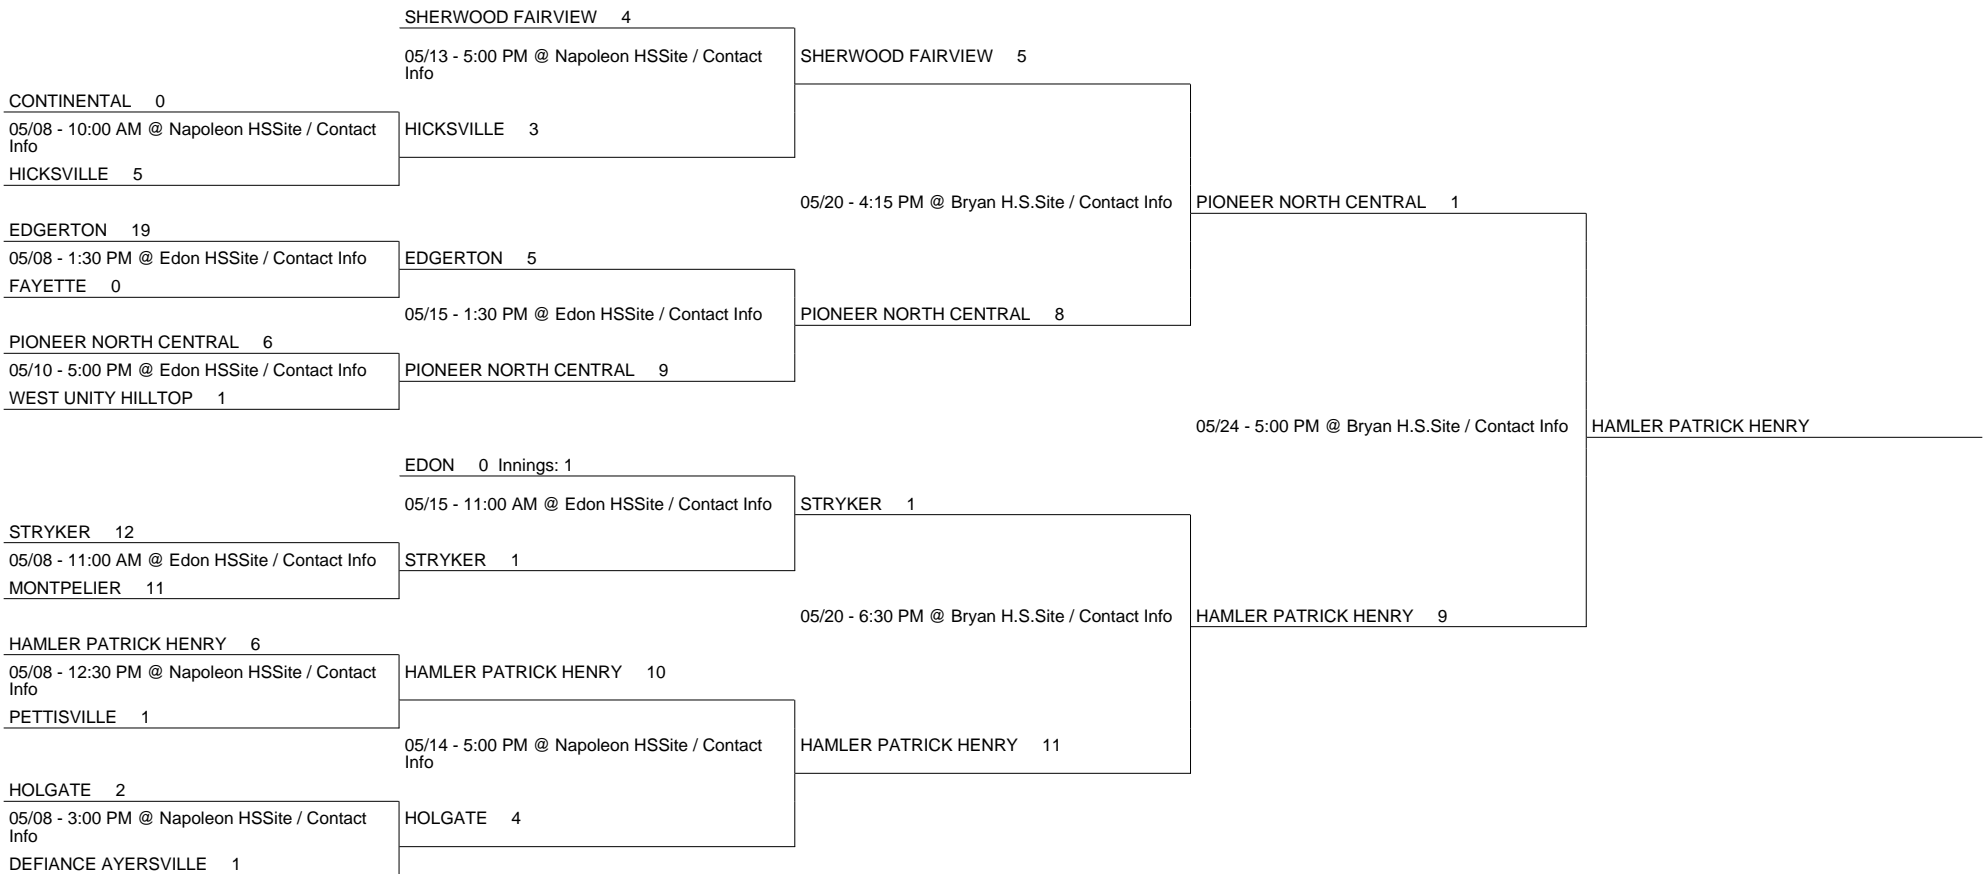 SHERWOOD FAIRVIEW 4
05/13 - 5:00 PM @ Napoleon HSSite / Contact
Info
SHERWOOD FAIRVIEW 5
CONTINENTAL 0
05/08 - 10:00 AM @ Napoleon HSSite / Contact
Info
HICKSVILLE 3
HICKSVILLE 5
05/20 - 4:15 PM @ Bryan H.S.Site / Contact Info
PIONEER NORTH CENTRAL 1
EDGERTON 19
05/08 - 1:30 PM @ Edon HSSite / Contact Info
EDGERTON 5
FAYETTE 0
05/15 - 1:30 PM @ Edon HSSite / Contact Info
PIONEER NORTH CENTRAL 8
PIONEER NORTH CENTRAL 6
05/10 - 5:00 PM @ Edon HSSite / Contact Info
PIONEER NORTH CENTRAL 9
WEST UNITY HILLTOP 1
05/24 - 5:00 PM @ Bryan H.S.Site / Contact Info
HAMLER PATRICK HENRY
EDON 0 Innings: 1
05/15 - 11:00 AM @ Edon HSSite / Contact Info
STRYKER 1
STRYKER 12
05/08 - 11:00 AM @ Edon HSSite / Contact Info
STRYKER 1
MONTPELIER 11
05/20 - 6:30 PM @ Bryan H.S.Site / Contact Info
HAMLER PATRICK HENRY 9
HAMLER PATRICK HENRY 6
05/08 - 12:30 PM @ Napoleon HSSite / Contact
Info
HAMLER PATRICK HENRY 10
PETTISVILLE 1
05/14 - 5:00 PM @ Napoleon HSSite / Contact
Info
HAMLER PATRICK HENRY 11
HOLGATE 2
05/08 - 3:00 PM @ Napoleon HSSite / Contact
Info
HOLGATE 4
DEFIANCE AYERSVILLE 1